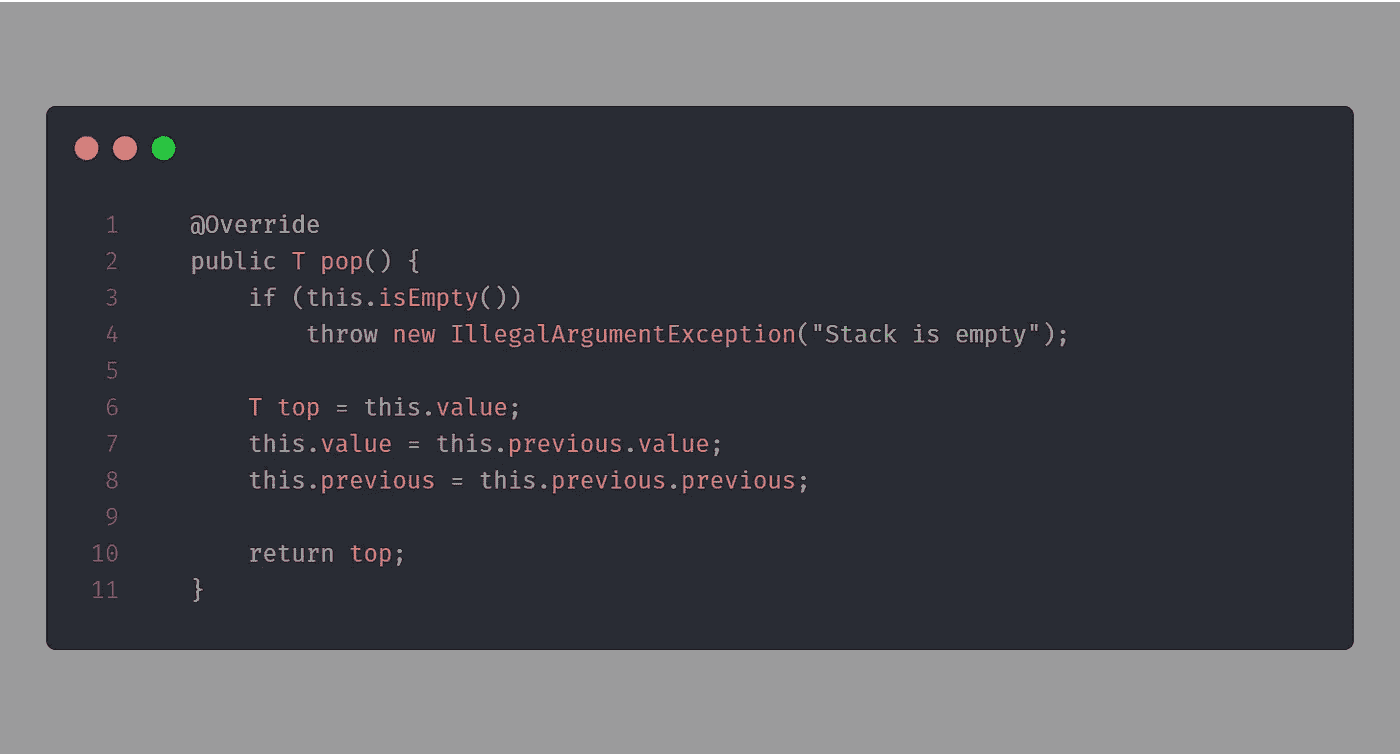 1 @Override
2 public T pop() {
3 if (this.isEmpty())
4 throw new IllegalArgumentException("Stack is empty");
5
6 T top = this.value;
7 this.value = this.previous.value;
8 this.previous = this.previous.previous;
9
10 return top;
11 }